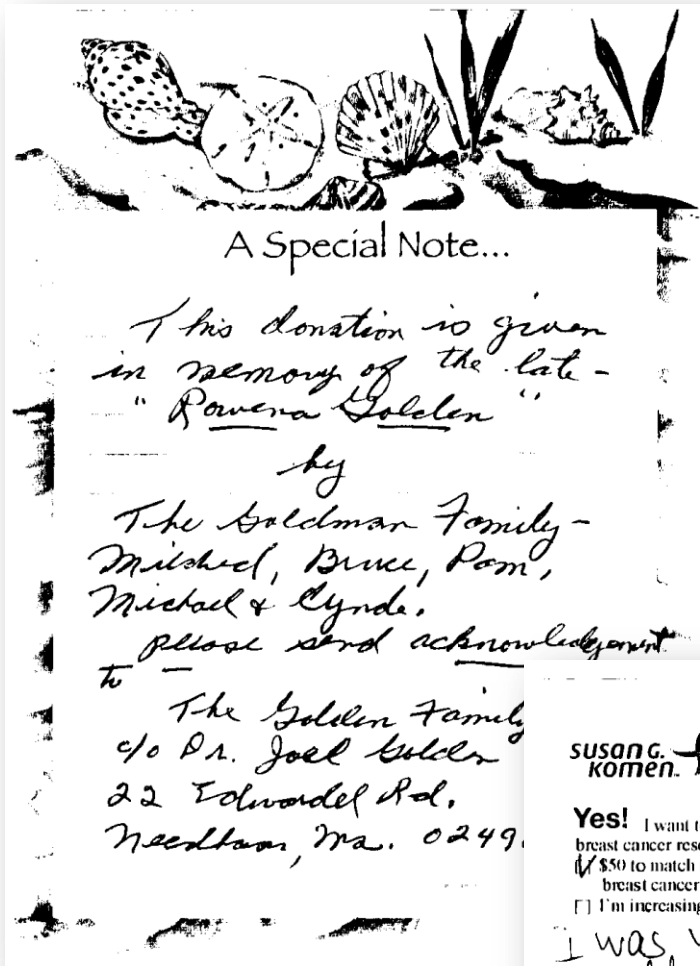 A Special Note...
This donation is given
in memory of the late -
" Rowena Golden "
by
The Goldman Family -
Mildred, Bruce, Pam,
Michael & Cynde.
please send acknowledgement
to -
The Golden Family
c/o Dr. Joel Golden
22 Edwardel Rd.
Needham, Ma. 0249
susan G.
Komen
Yes! I want t
breast cancer rese
$50 to match
breast cancer
[ ] I'm increasing
I was